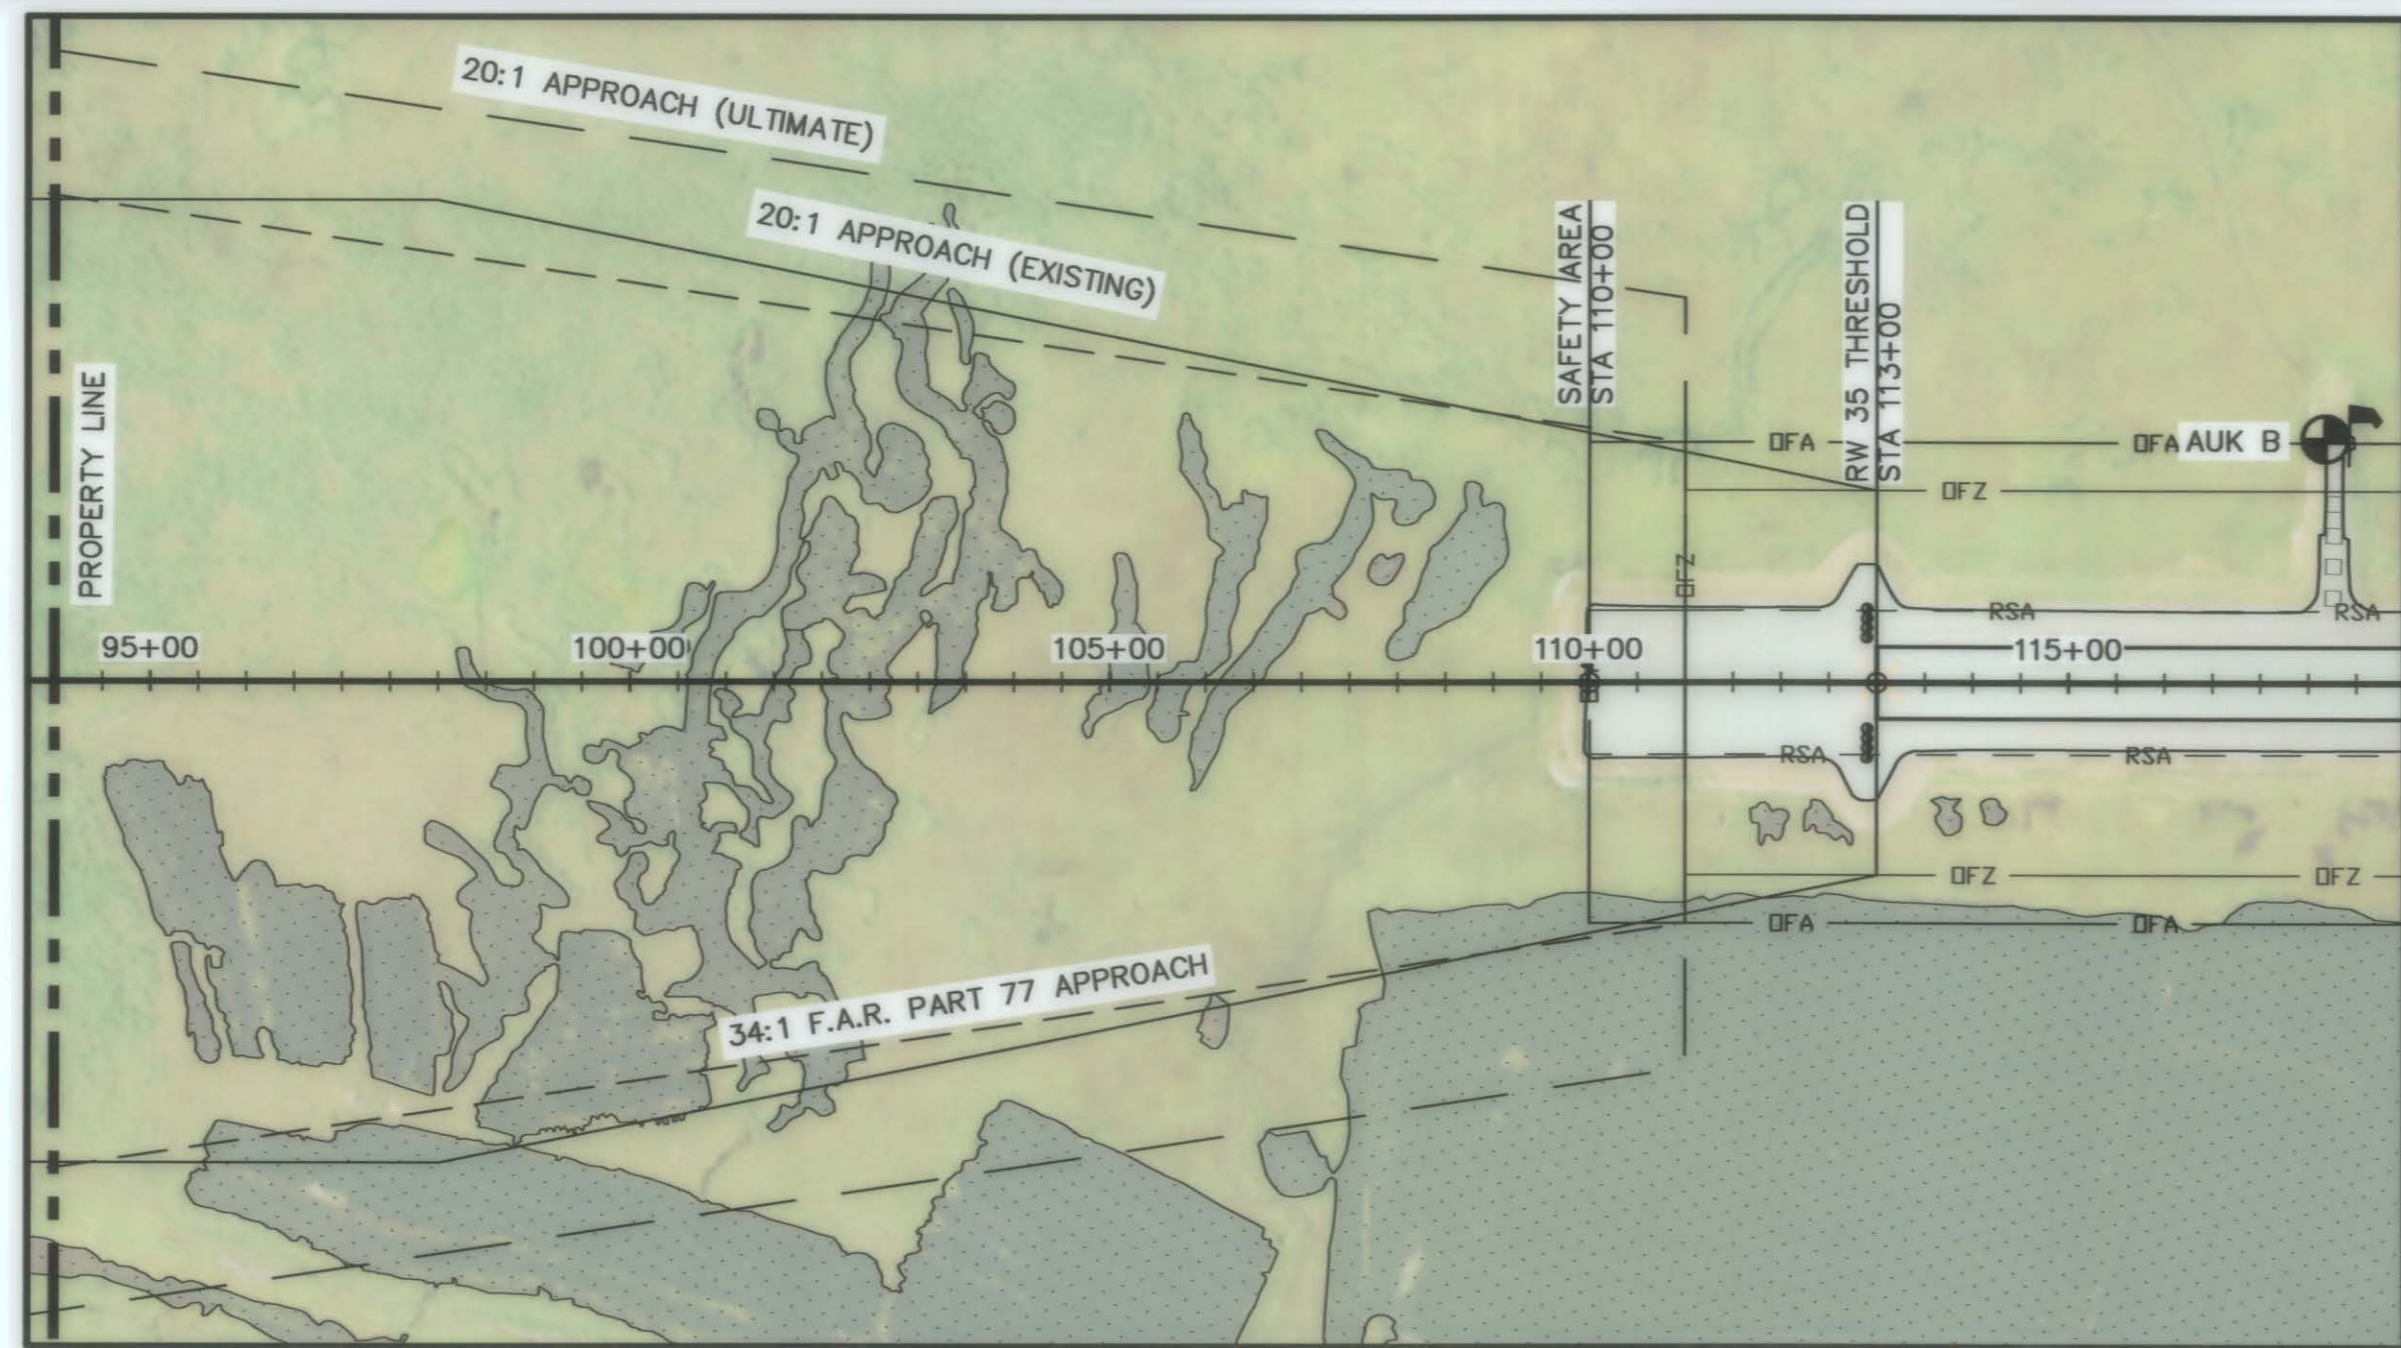 20:1 APPROACH (ULTIMATE)
20:1 APPROACH (EXISTING)
SAFETY AREA
STA 110+00
RW 35 THRESHOLD
STA 113+00
PROPERTY LINE
OFA
OFA
AUK B
OFZ
OFZ
RSA
RSA
95+00
100+00
105+00
110+00
115+00
RSA
RSA
OFZ
OFZ
OFA
OFA
34:1 F.A.R. PART 77 APPROACH